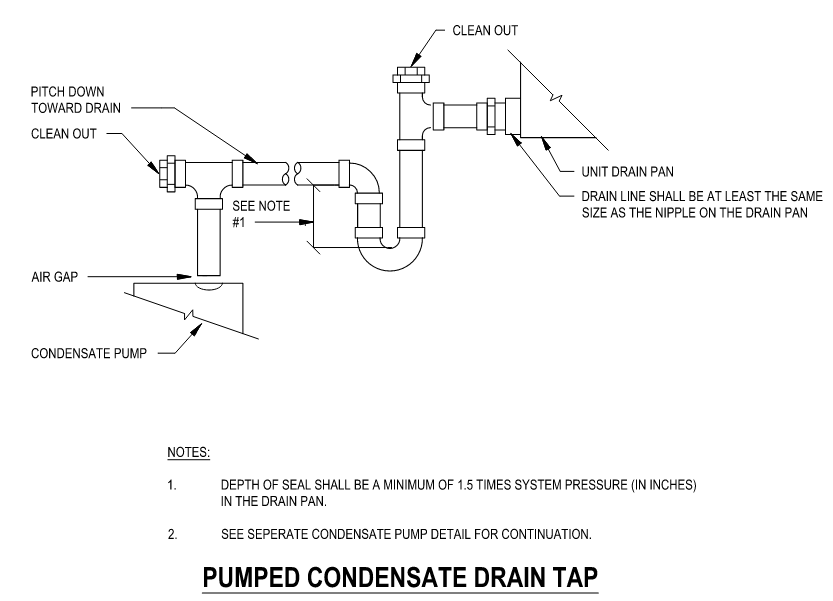 CLEAN OUT
PITCH DOWN
TOWARD DRAIN
CLEAN OUT
UNIT DRAIN PAN
DRAIN LINE SHALL BE AT LEAST THE SAME
SIZE AS THE NIPPLE ON THE DRAIN PAN
SEE NOTE
#1
AIR GAP
CONDENSATE PUMP
NOTES:
1. DEPTH OF SEAL SHALL BE A MINIMUM OF 1.5 TIMES SYSTEM PRESSURE (IN INCHES)
IN THE DRAIN PAN.
2. SEE SEPERATE CONDENSATE PUMP DETAIL FOR CONTINUATION.
PUMPED CONDENSATE DRAIN TAP